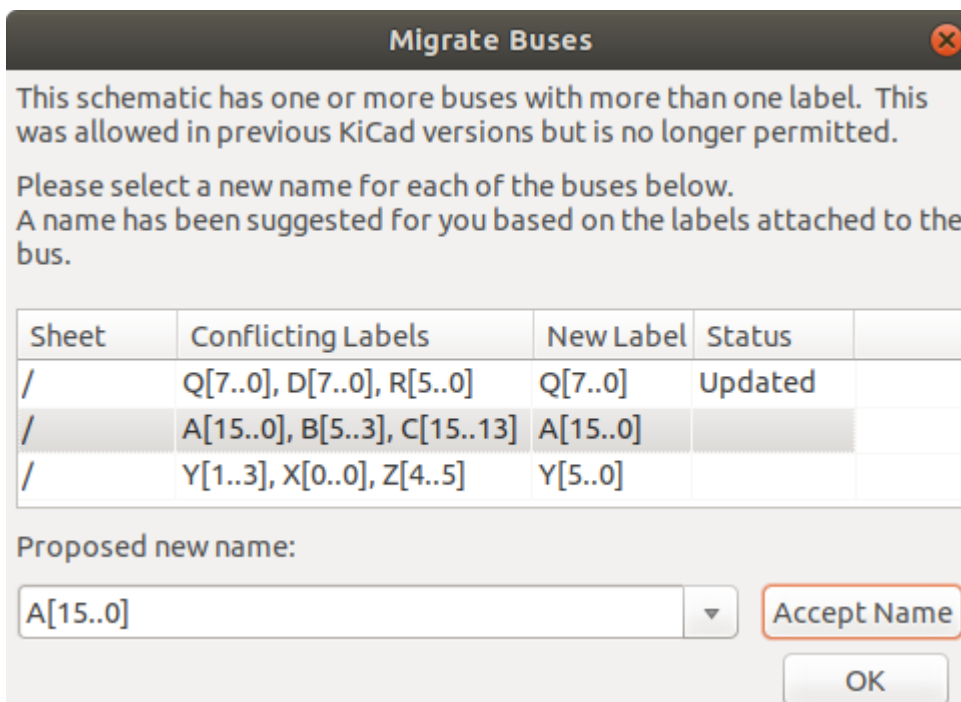 Migrate Buses
This schematic has one or more buses with more than one label.  This
was allowed in previous KiCad versions but is no longer permitted.
Please select a new name for each of the buses below.
A name has been suggested for you based on the labels attached to the
bus.
Sheet Conflicting Labels New Label Status
/ Q[7..0], D[7..0], R[5..0] Q[7..0] Updated
/ A[15..0], B[5..3], C[15..13] A[15..0]
/ Y[1..3], X[0..0], Z[4..5] Y[5..0]
Proposed new name:
A[15..0] Accept Name
OK